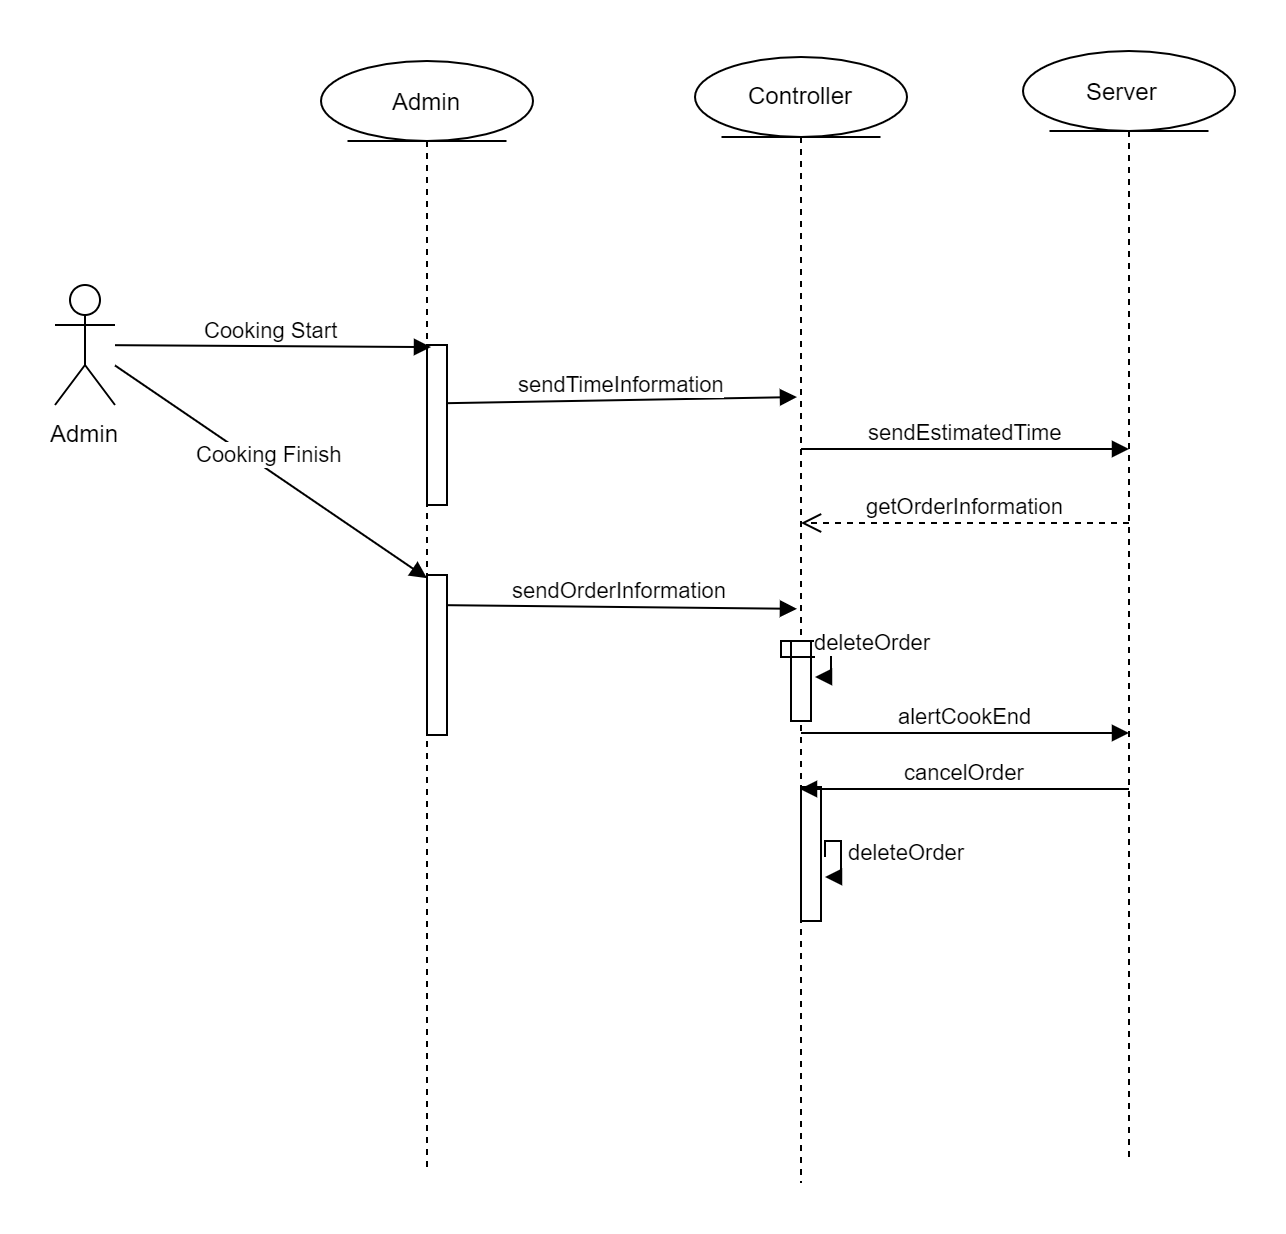 Admin
Controller
Server
Cooking Start
sendTimeInformation
Admin
sendEstimatedTime
Cooking Finish
getOrderInformation
sendOrderInformation
deleteOrder
alertCookEnd
cancelOrder
deleteOrder